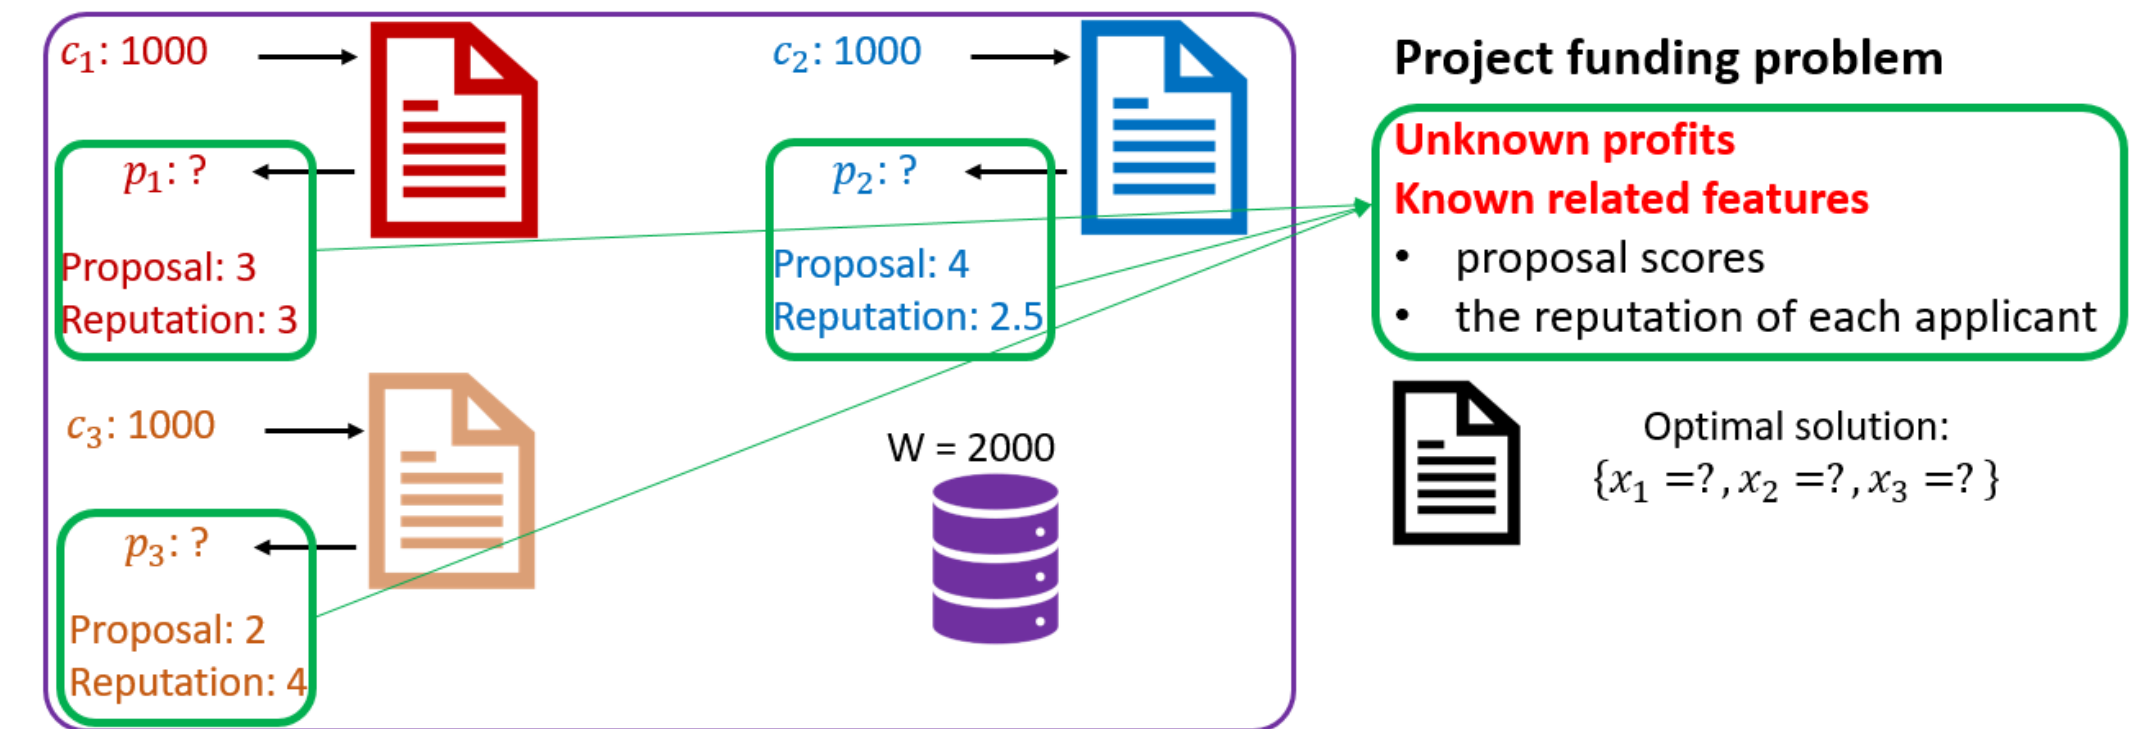 c₁: 1000
p₁: ?
Proposal: 3
Reputation: 3
c₂: 1000
p₂: ?
Proposal: 4
Reputation: 2.5
c₃: 1000
p₃: ?
Proposal: 2
Reputation: 4
W = 2000
Project funding problem
Unknown profits
Known related features
• proposal scores
• the reputation of each applicant
Optimal solution:
{x₁ =?, x₂ =?, x₃ =? }